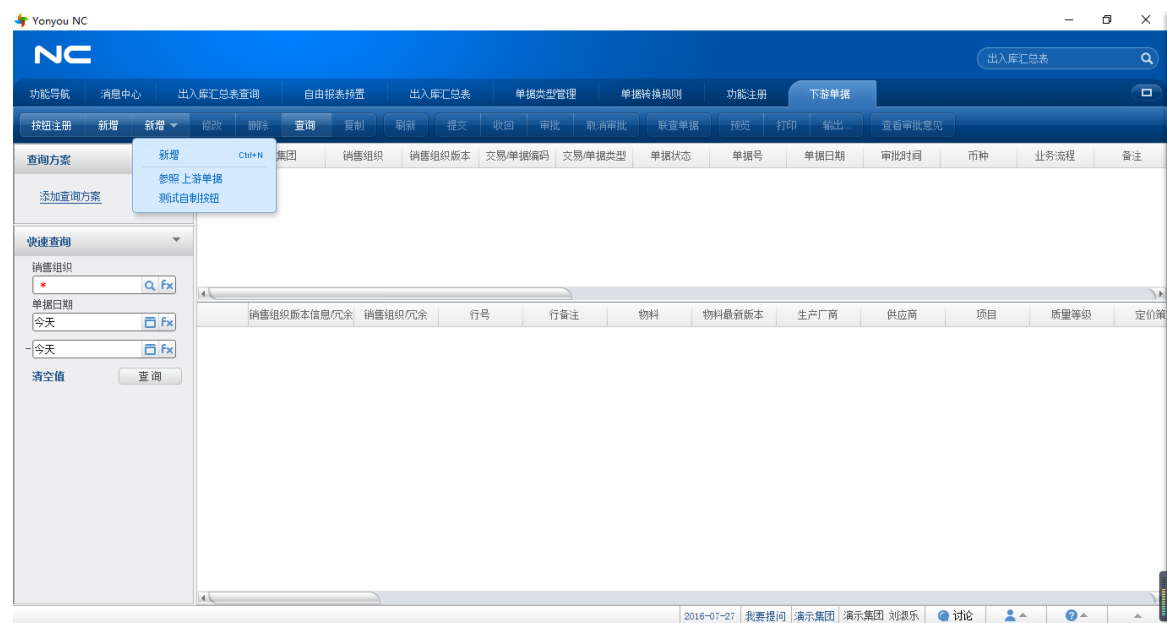 Yonyou NC
NC
入库汇总表
功能导航 消息中心 出入库汇总表查询 自由报表预置 出入库汇总表 单据类型管理 单据转换规则 功能注册 下游单据
按钮注册 新增 新增 修改 删除 查询 复制 刷新 提交 收回 审批 取消审批 联查单据 预览 打印 输出... 查看审批意见
查询方案 新增 Ctrl+N 集团 销售组织 销售组织版本 交易/单据编码 交易/单据类型 单据状态 单据号 单据日期 审批时间 币种 业务流程 备注
参照 上游单据
添加查询方案 测试自制按钮
快速查询
销售组织
* fx
单据日期
今天 fx
-今天 fx
清空值 查询
销售组织版本信息/冗余 销售组织/冗余 行号 行备注 物料 物料最新版本 生产厂商 供应商 项目 质量等级 定价策
2016-07-27 我要提问 演示集团 演示集团 刘淑乐 讨论